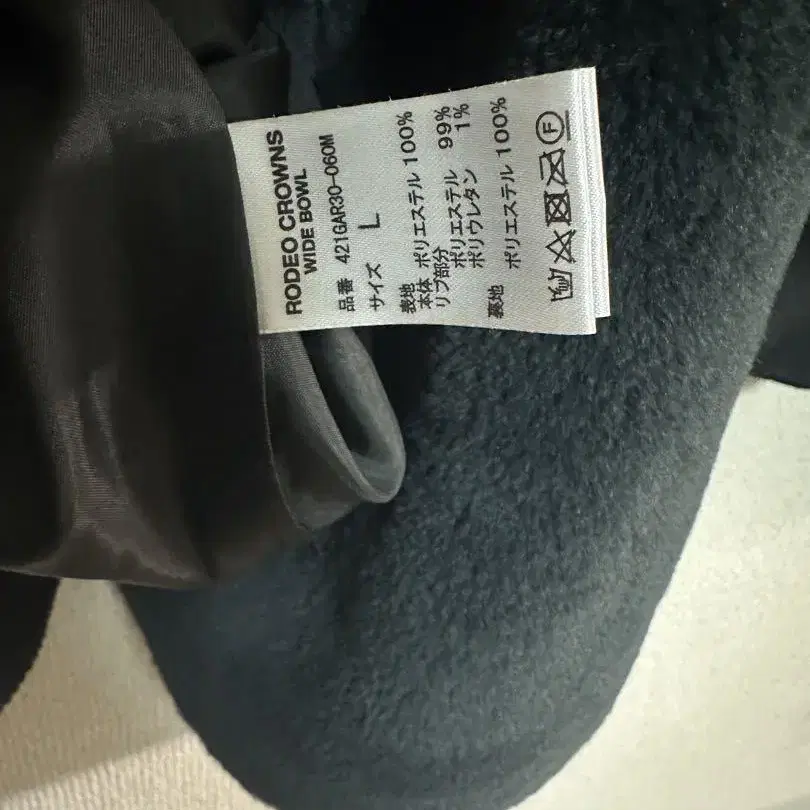 RODEO CROWNS
WIDE BOWL
品番 421GAR30-060M
サイズ L
表地
本体 ポリエステル 100%
リブ部分
ポリエステル 99%
ポリウレタン 1%
裏地 ポリエステル 100%
F